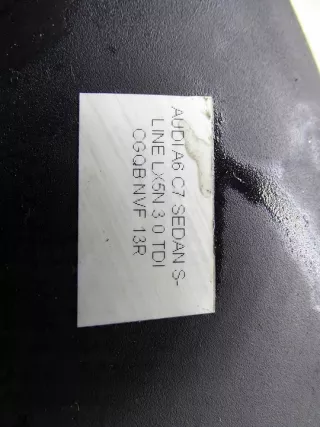 AUDI A6 C7 SEDAN S-
LINE LX5N 3.0 TDI
CGQB NVF 13R